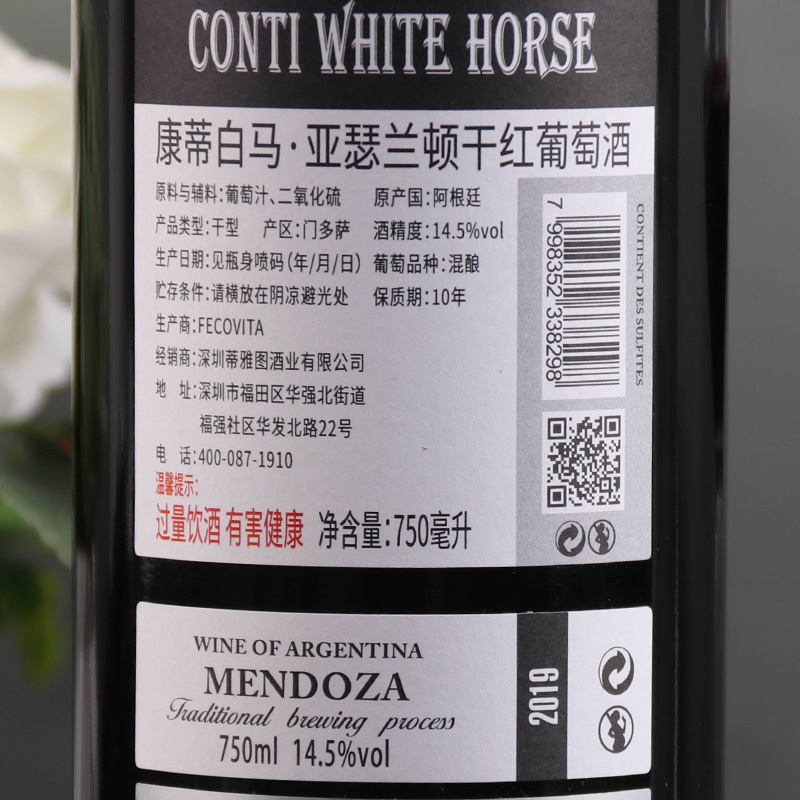 CONTI WHITE HORSE
康蒂白马·亚瑟兰顿干红葡萄酒
原料与辅料:葡萄汁、二氧化硫 原产国:阿根廷
产品类型:干型 产区:门多萨 酒精度:14.5%vol
生产日期:见瓶身喷码(年/月/日) 葡萄品种:混酿
贮存条件:请横放在阴凉避光处 保质期:10年
生产商:FECOVITA
经销商:深圳蒂雅图酒业有限公司
地 址:深圳市福田区华强北街道
福强社区华发北路22号
电 话:400-087-1910
温馨提示:
过量饮酒 有害健康 净含量:750毫升
7 998352 338298
CONTIENT DES SULFITES
WINE OF ARGENTINA
MENDOZA
Traditional brewing process
750ml 14.5%vol
2019